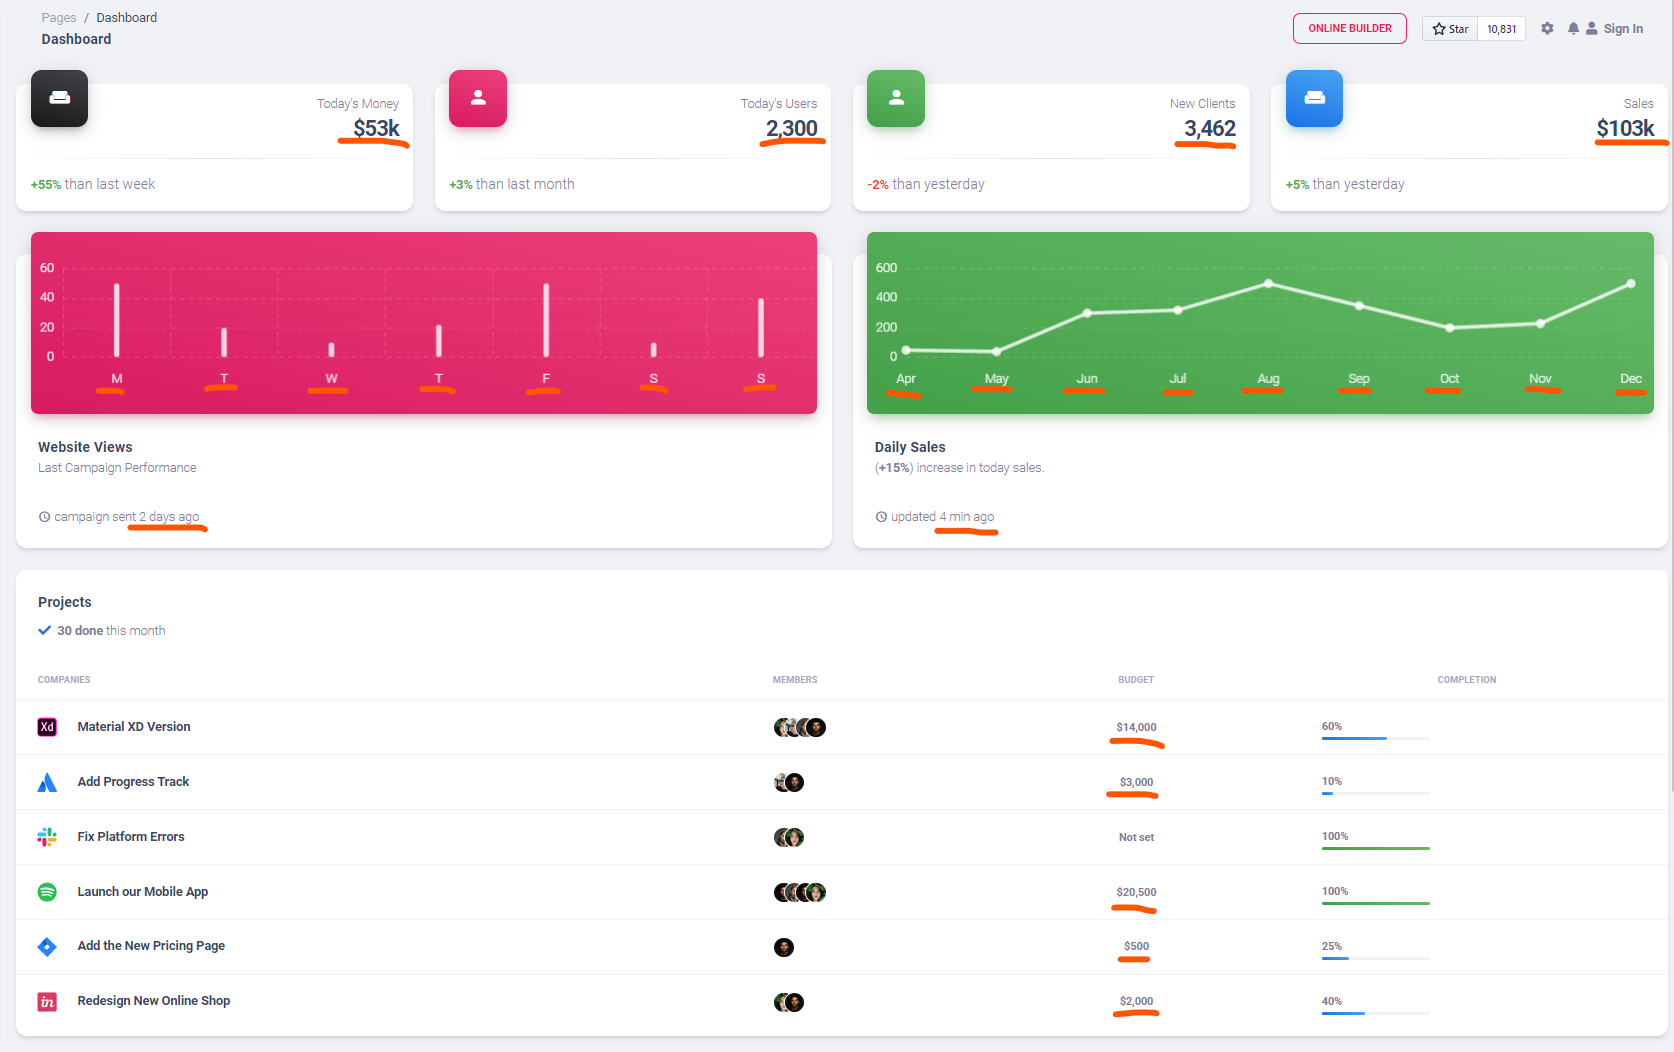 Pages / Dashboard
Dashboard
ONLINE BUILDER
Star 10,831
Sign In
Today's Money
$53k
+55% than last week
Today's Users
2,300
+3% than last month
New Clients
3,462
-2% than yesterday
Sales
$103k
+5% than yesterday
60
40
20
0
M T W T F S S
Website Views
Last Campaign Performance
campaign sent 2 days ago
600
400
200
0
Apr May Jun Jul Aug Sep Oct Nov Dec
Daily Sales
(+15%) increase in today sales.
updated 4 min ago
Projects
30 done this month
COMPANIES MEMBERS BUDGET COMPLETION
Xd Material XD Version $14,000 60%
Add Progress Track $3,000 10%
Fix Platform Errors Not set 100%
Launch our Mobile App $20,500 100%
Add the New Pricing Page $500 25%
in Redesign New Online Shop $2,000 40%